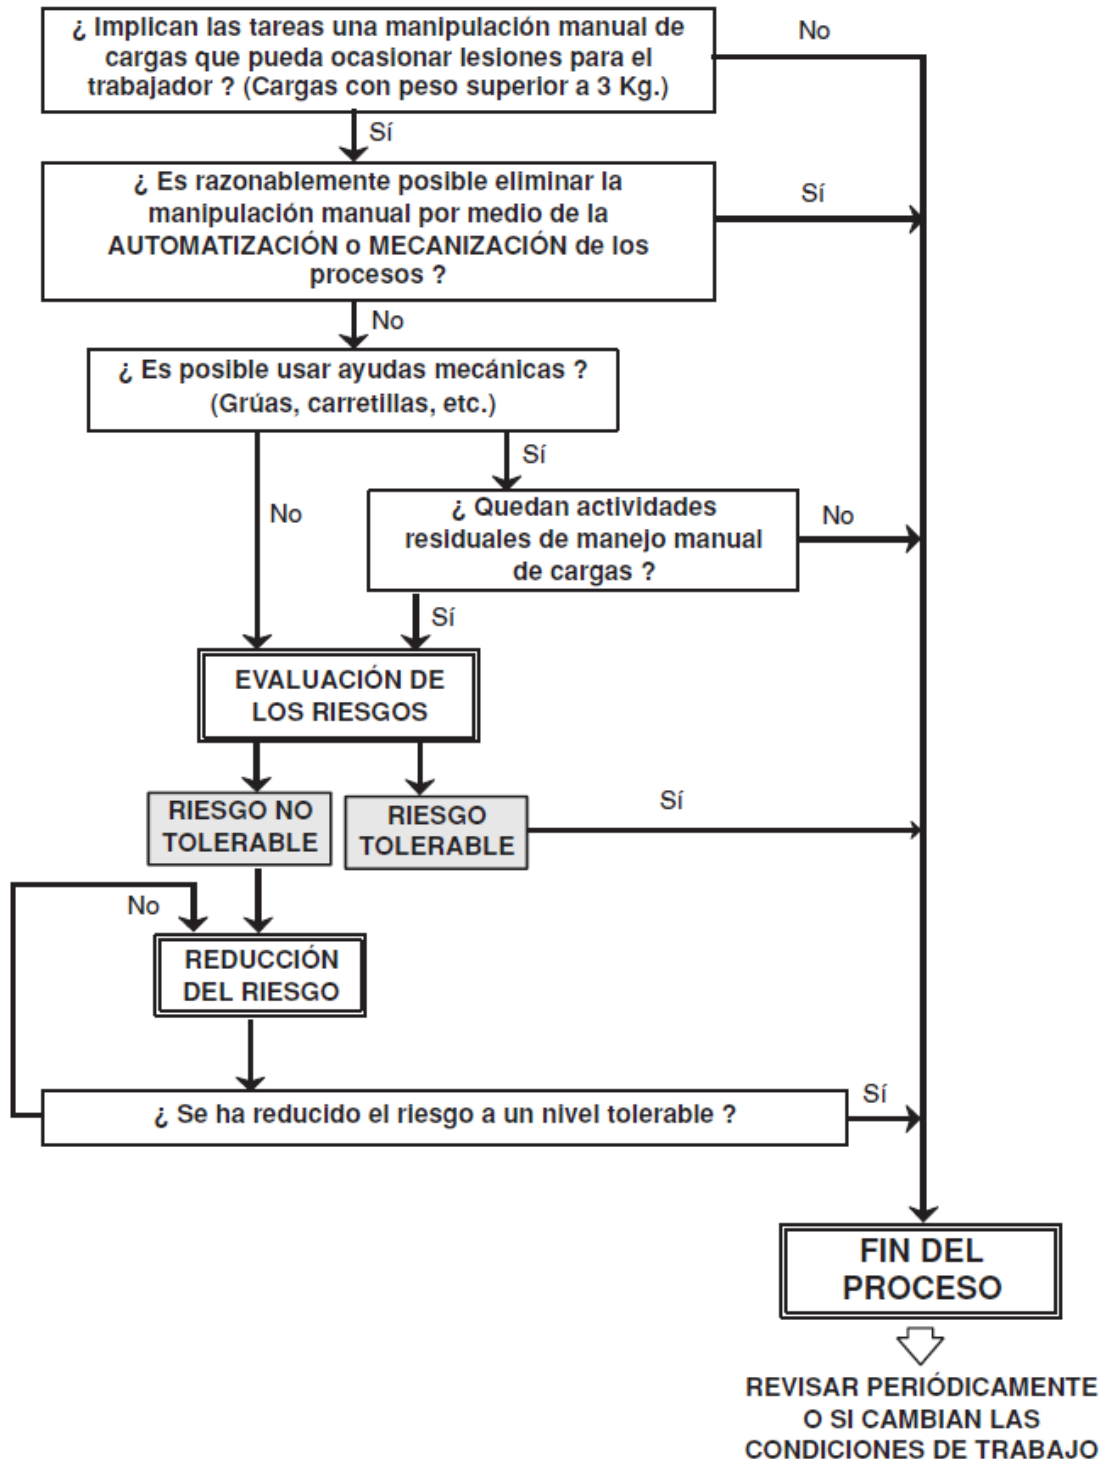 ¿ Implican las tareas una manipulación manual de
cargas que pueda ocasionar lesiones para el
trabajador ? (Cargas con peso superior a 3 Kg.)
No
Sí
¿ Es razonablemente posible eliminar la
manipulación manual por medio de la
AUTOMATIZACIÓN o MECANIZACIÓN de los
procesos ?
Sí
No
¿ Es posible usar ayudas mecánicas ?
(Grúas, carretillas, etc.)
Sí
No
¿ Quedan actividades
residuales de manejo manual
de cargas ?
No
Sí
EVALUACIÓN DE
LOS RIESGOS
RIESGO NO
TOLERABLE
RIESGO
TOLERABLE
Sí
No
REDUCCIÓN
DEL RIESGO
¿ Se ha reducido el riesgo a un nivel tolerable ?
Sí
FIN DEL
PROCESO
REVISAR PERIÓDICAMENTE
O SI CAMBIAN LAS
CONDICIONES DE TRABAJO